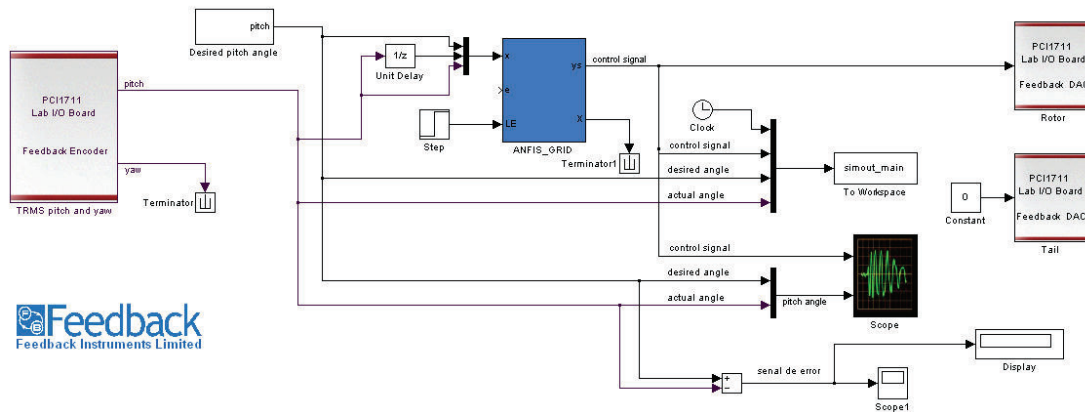 pitch
Desired pitch angle
PCI1711
Lab I/O Board
Feedback Encoder
TRMS pitch and yaw
pitch
yaw
Terminator
1/z
Unit Delay
Step
x
e
LE
ys
X
ANFIS_GRID
Terminator1
control signal
Clock
control signal
desired angle
actual angle
simout_main
To Workspace
PCI1711
Lab I/O Board
Feedback DAC
Rotor
0
Constant
PCI1711
Lab I/O Board
Feedback DAC
Tail
control signal
desired angle
actual angle
pitch angle
Scope
+
−
senal de error
Scope1
Display
F B
Feedback
Feedback Instruments Limited